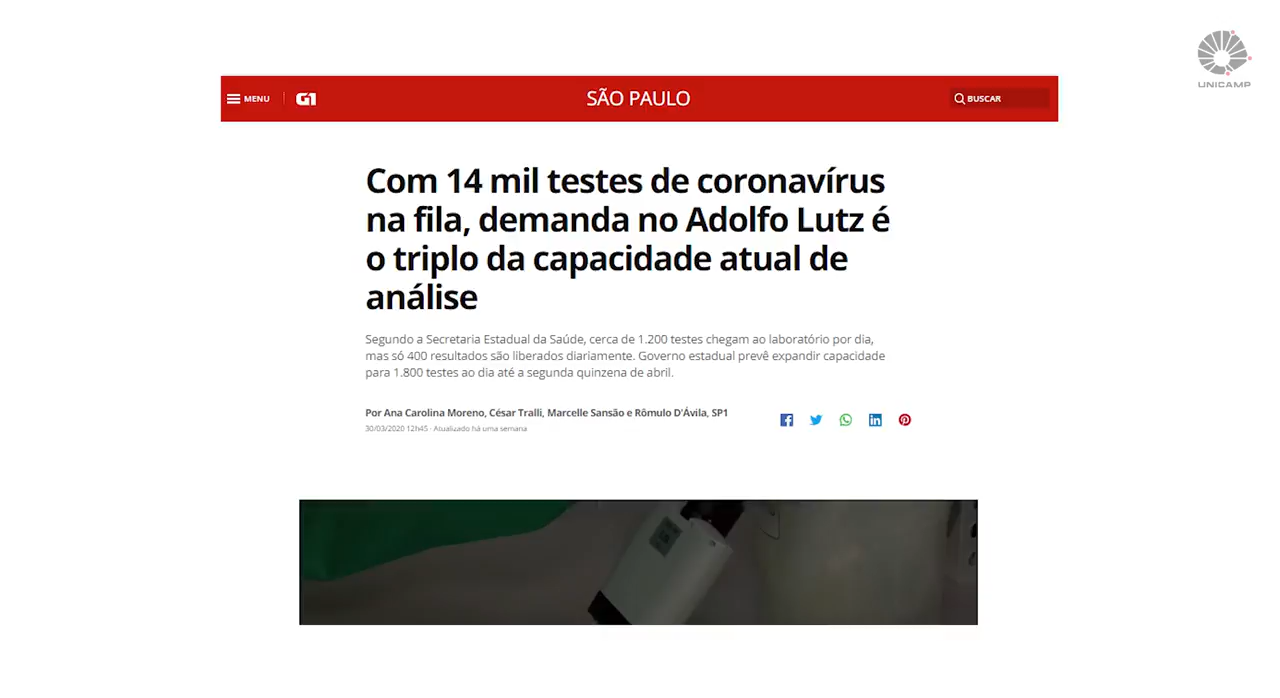 UNICAMP
MENU G1 SÃO PAULO BUSCAR
Com 14 mil testes de coronavírus
na fila, demanda no Adolfo Lutz é
o triplo da capacidade atual de
análise
Segundo a Secretaria Estadual da Saúde, cerca de 1.200 testes chegam ao laboratório por dia,
mas só 400 resultados são liberados diariamente. Governo estadual prevê expandir capacidade
para 1.800 testes ao dia até a segunda quinzena de abril.
Por Ana Carolina Moreno, César Tralli, Marcelle Sansão e Rômulo D'Ávila, SP1
30/03/2020 12h45 · Atualizado há uma semana